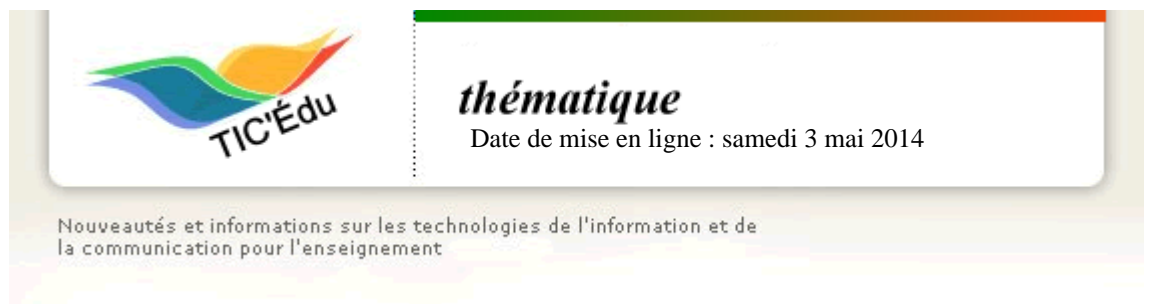 TIC'Édu
thématique
Date de mise en ligne : samedi 3 mai 2014
Nouveautés et informations sur les technologies de l'information et de
la communication pour l'enseignement